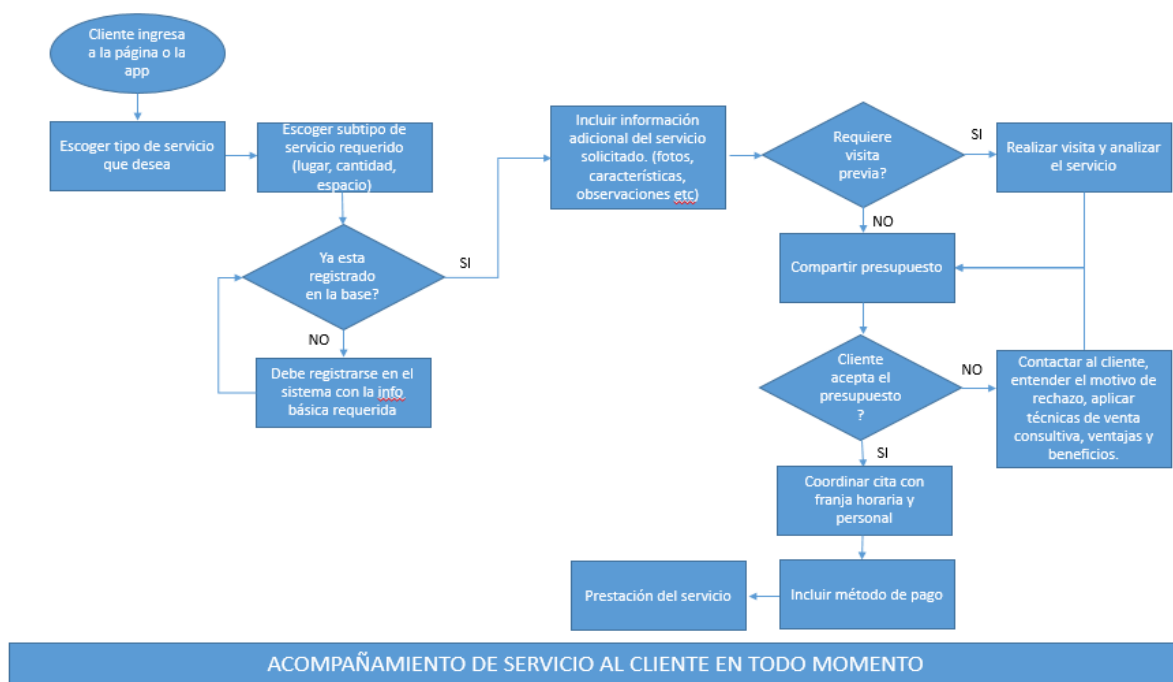 Cliente ingresa
a la página o la
app
Escoger tipo de servicio
que desea
Escoger subtipo de
servicio requerido
(lugar, cantidad,
espacio)
Ya esta
registrado
en la base?
SI
NO
Debe registrarse en el
sistema con la info
básica requerida
Incluir información
adicional del servicio
solicitado. (fotos,
características,
observaciones etc)
Requiere
visita
previa?
SI
Realizar visita y analizar
el servicio
NO
Compartir presupuesto
Cliente
acepta el
presupuesto
?
NO
Contactar al cliente,
entender el motivo de
rechazo, aplicar
técnicas de venta
consultiva, ventajas y
beneficios.
SI
Coordinar cita con
franja horaria y
personal
Incluir método de pago
Prestación del servicio
ACOMPAÑAMIENTO DE SERVICIO AL CLIENTE EN TODO MOMENTO